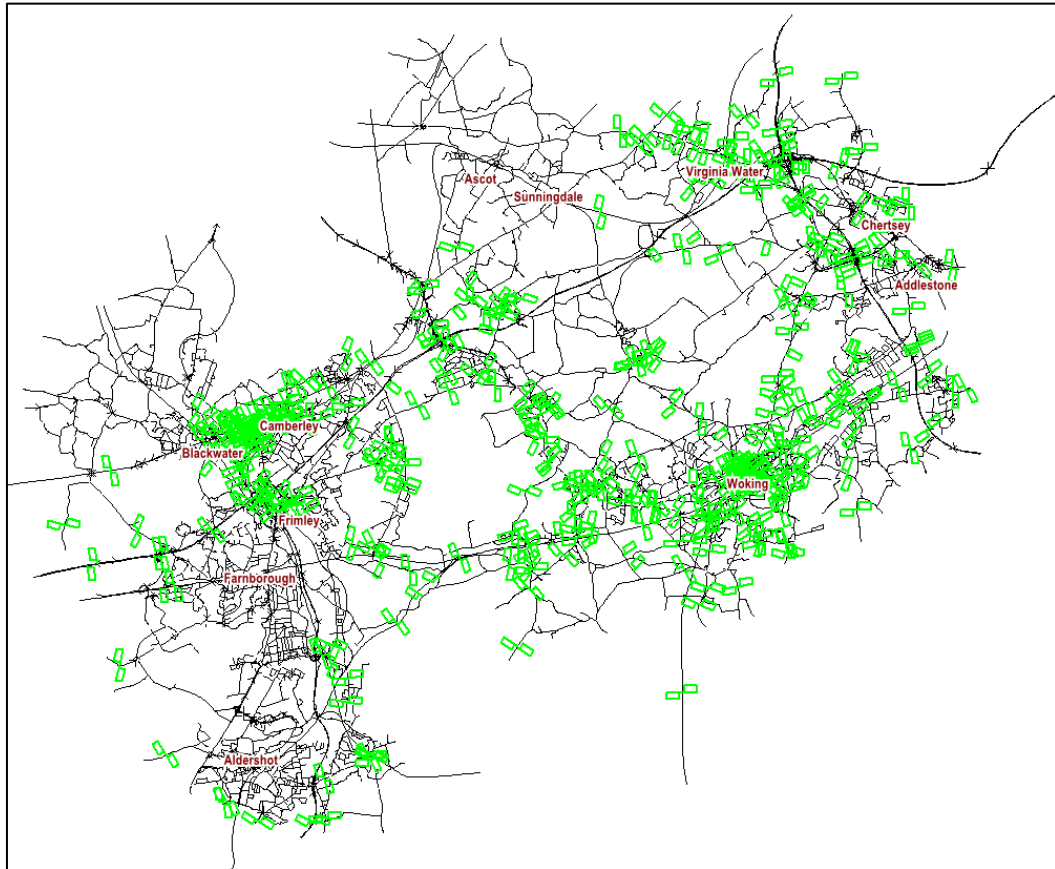 Virginia Water
Ascot
Sunningdale
Chertsey
Addlestone
Camberley
Blackwater
Woking
Frimley
Farnborough
Aldershot